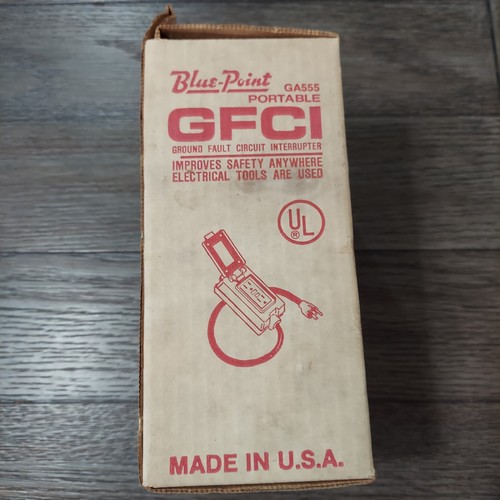 Blue-Point
GA555
PORTABLE
GFCI
GROUND FAULT CIRCUIT INTERRUPTER
IMPROVES SAFETY ANYWHERE
ELECTRICAL TOOLS ARE USED
UL
®
MADE IN U.S.A.